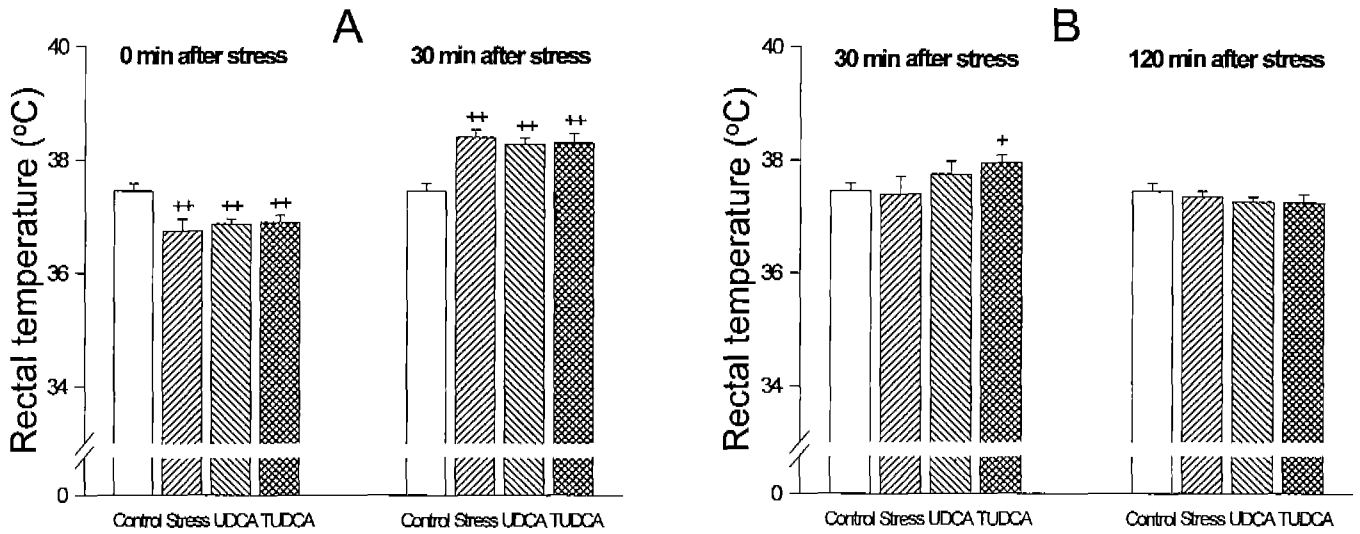 A
Rectal temperature (ºC)
40
38
36
34
0
0 min after stress
30 min after stress
++
++
++
++
++
++
Control Stress UDCA TUDCA
Control Stress UDCA TUDCA
B
Rectal temperature (ºC)
40
38
36
34
0
30 min after stress
120 min after stress
+
Control Stress UDCA TUDCA
Control Stress UDCA TUDCA